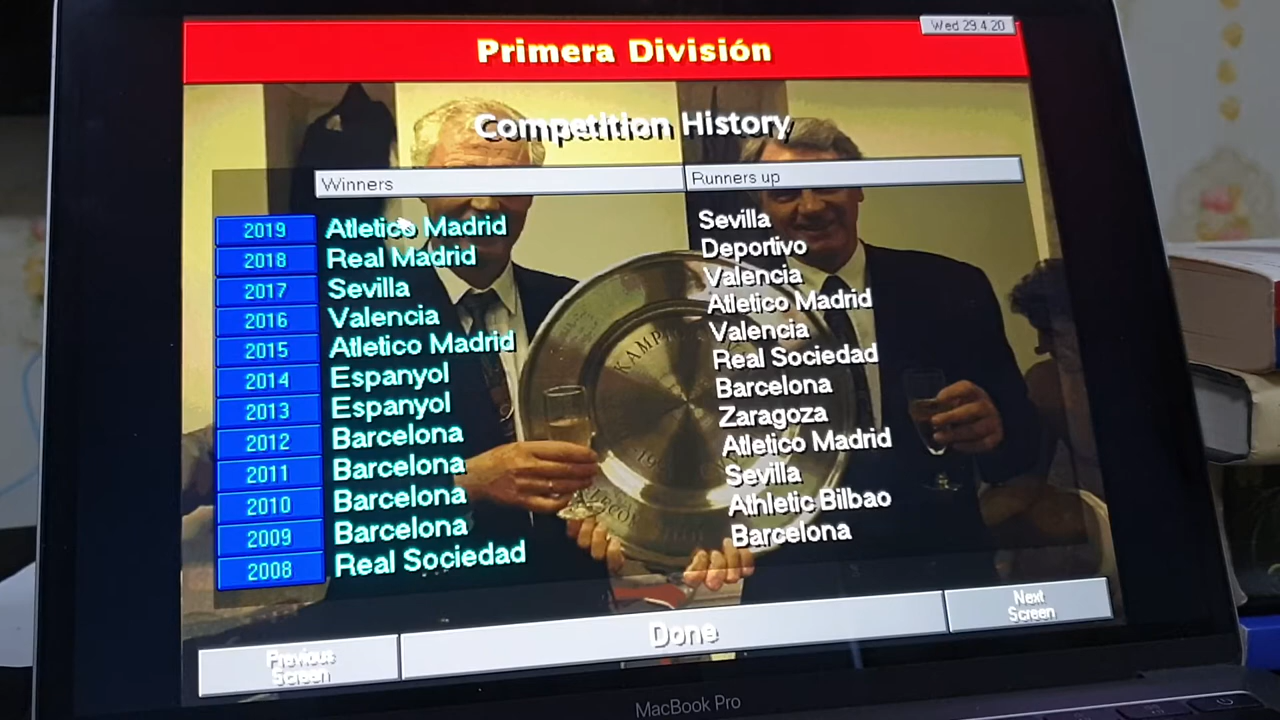 Wed 29.4.20
Primera División
Competition History
Winners Runners up
2019 Atletico Madrid Sevilla
2018 Real Madrid Deportivo
2017 Sevilla Valencia
2016 Valencia Atletico Madrid
2015 Atletico Madrid Valencia
2014 Espanyol Real Sociedad
2013 Espanyol Barcelona
2012 Barcelona Zaragoza
2011 Barcelona Atletico Madrid
2010 Barcelona Sevilla
2009 Barcelona Athletic Bilbao
2008 Real Sociedad Barcelona
Previous
Screen
Done
Next
Screen
MacBook Pro